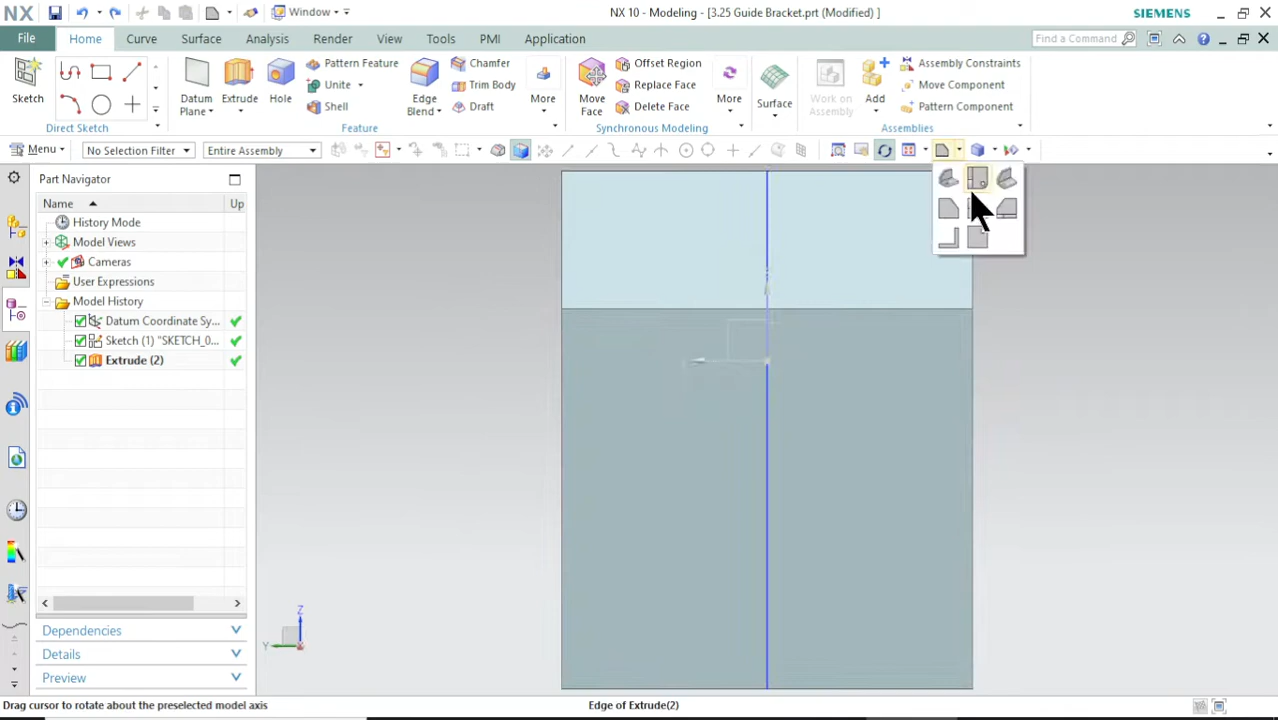 NX Window NX 10 - Modeling - [3.25 Guide Bracket.prt (Modified) ] SIEMENS
File Home Curve Surface Analysis Render View Tools PMI Application Find a Command
Sketch
Direct Sketch
Datum Plane
Extrude
Hole
Pattern Feature
Unite
Shell
Edge Blend
Chamfer
Trim Body
Draft
More
Feature
Move Face
Offset Region
Replace Face
Delete Face
More
Synchronous Modeling
Surface
Work on Assembly
Add
Assembly Constraints
Move Component
Pattern Component
Assemblies
Menu No Selection Filter Entire Assembly
Part Navigator
Name Up
History Mode
Model Views
Cameras
User Expressions
Model History
Datum Coordinate Sy...
Sketch (1) "SKETCH_0...
Extrude (2)
Dependencies
Details
Preview
Z
Y
Drag cursor to rotate about the preselected model axis Edge of Extrude(2)